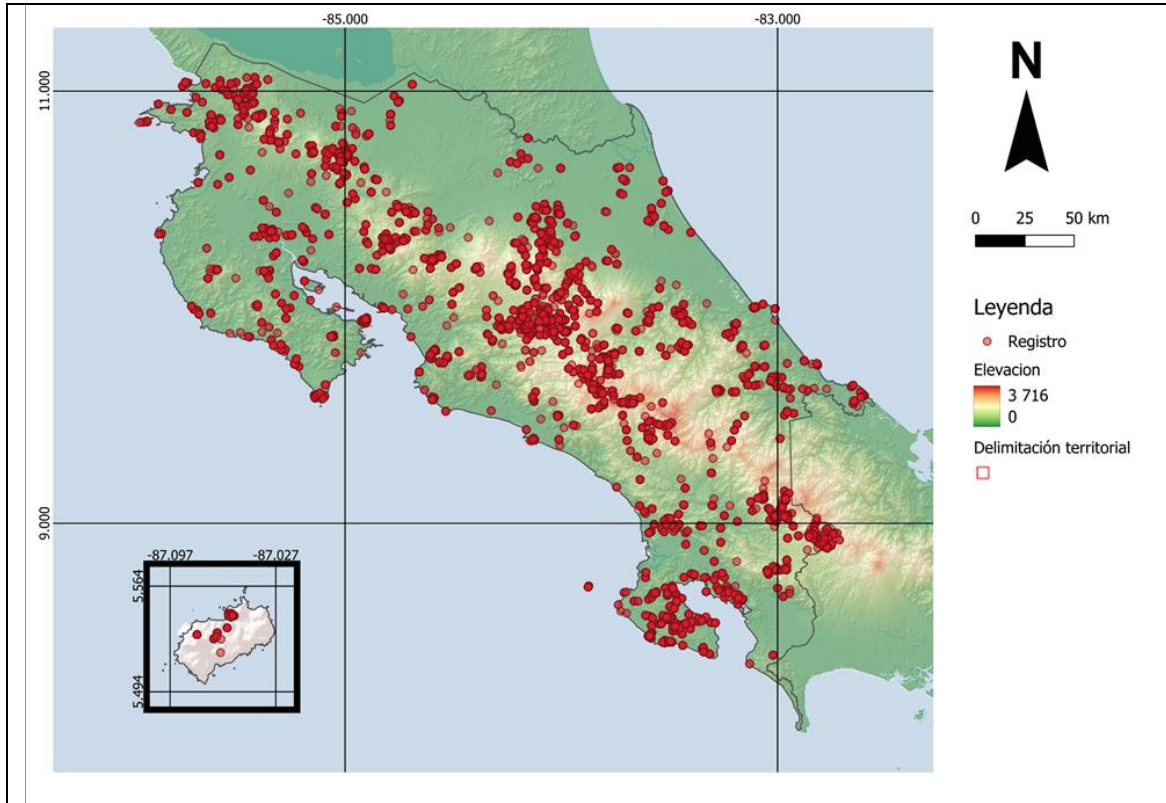 -85.000
-83.000
11.000
9.000
N
0 25 50 km
Leyenda
Registro
Elevacion
3 716
0
Delimitación territorial
-87.097
-87.027
5.564
5.494